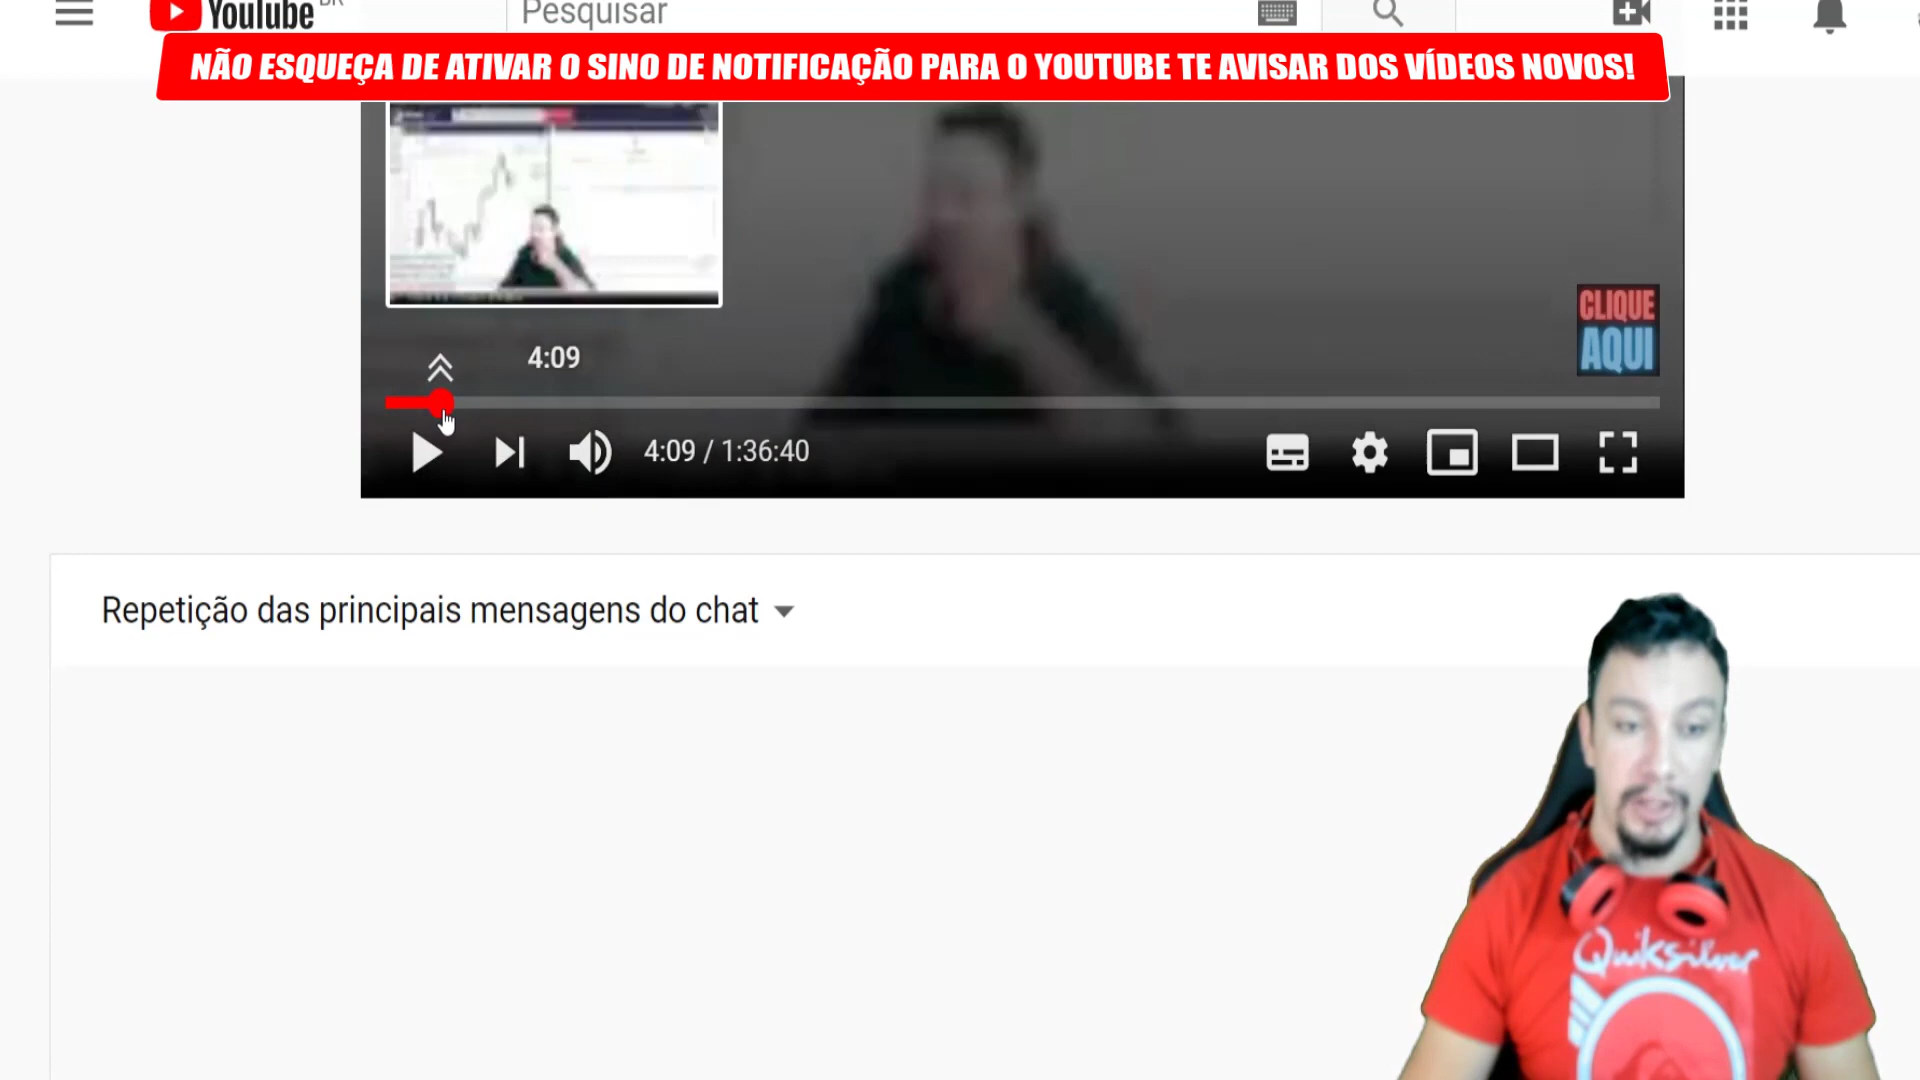 YouTube BR
Pesquisar
NÃO ESQUEÇA DE ATIVAR O SINO DE NOTIFICAÇÃO PARA O YOUTUBE TE AVISAR DOS VÍDEOS NOVOS!
CLIQUE
AQUI
4:09
4:09 / 1:36:40
Repetição das principais mensagens do chat
Quiksilver